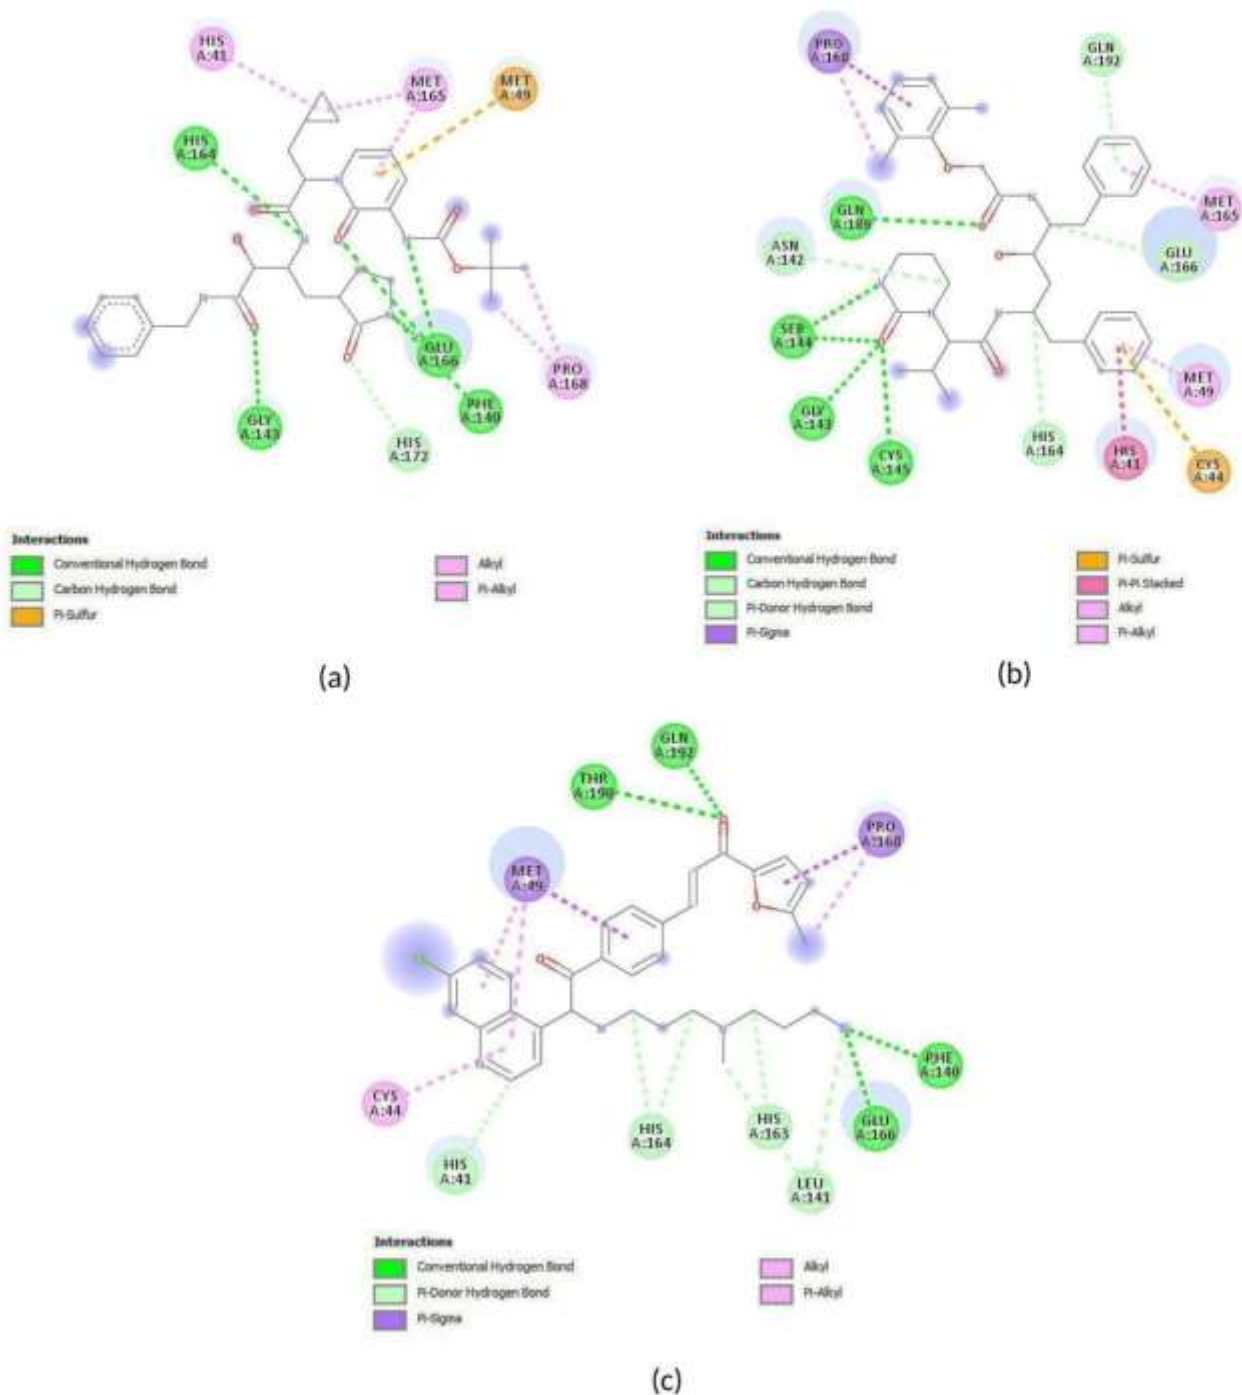 HIS
A:41
MET
A:165
MET
A:49
HIS
A:164
GLU
A:166
PRO
A:168
PHE
A:140
GLY
A:143
HIS
A:172
Interactions
Conventional Hydrogen Bond
Carbon Hydrogen Bond
Pi-Sulfur
Alkyl
Pi-Alkyl
(a)
PRO
A:168
GLN
A:192
MET
A:165
GLN
A:189
ASN
A:142
GLU
A:166
SER
A:144
MET
A:49
GLY
A:143
HIS
A:164
HIS
A:41
CYS
A:44
CYS
A:145
Interactions
Conventional Hydrogen Bond
Carbon Hydrogen Bond
Pi-Donor Hydrogen Bond
Pi-Sigma
Pi-Sulfur
Pi-Pi Stacked
Alkyl
Pi-Alkyl
(b)
GLN
A:192
THR
A:190
PRO
A:168
MET
A:49
PHE
A:140
CYS
A:44
GLU
A:166
HIS
A:163
HIS
A:164
HIS
A:41
LEU
A:141
Interactions
Conventional Hydrogen Bond
Pi-Donor Hydrogen Bond
Pi-Sigma
Alkyl
Pi-Alkyl
(c)